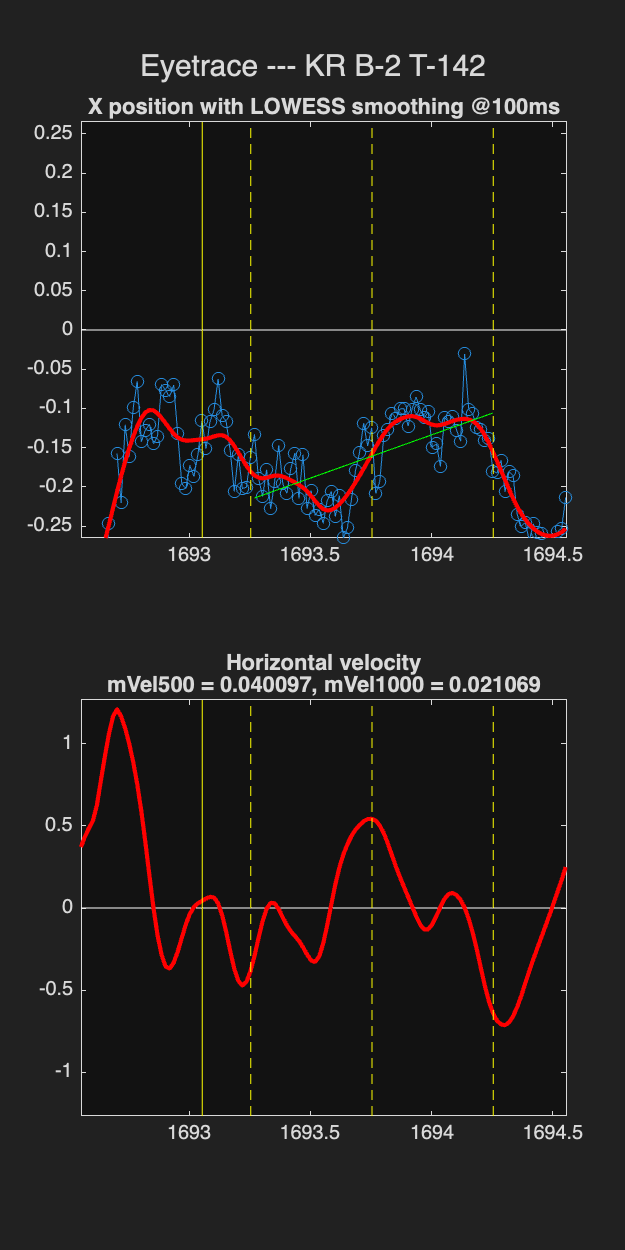 Eyetrace --- KR B-2 T-142
X position with LOWESS smoothing @100ms
0.25
0.2
0.15
0.1
0.05
0
-0.05
-0.1
-0.15
-0.2
-0.25
1693 1693.5 1694 1694.5
Horizontal velocity
mVel500 = 0.040097, mVel1000 = 0.021069
1
0.5
0
-0.5
-1
1693 1693.5 1694 1694.5